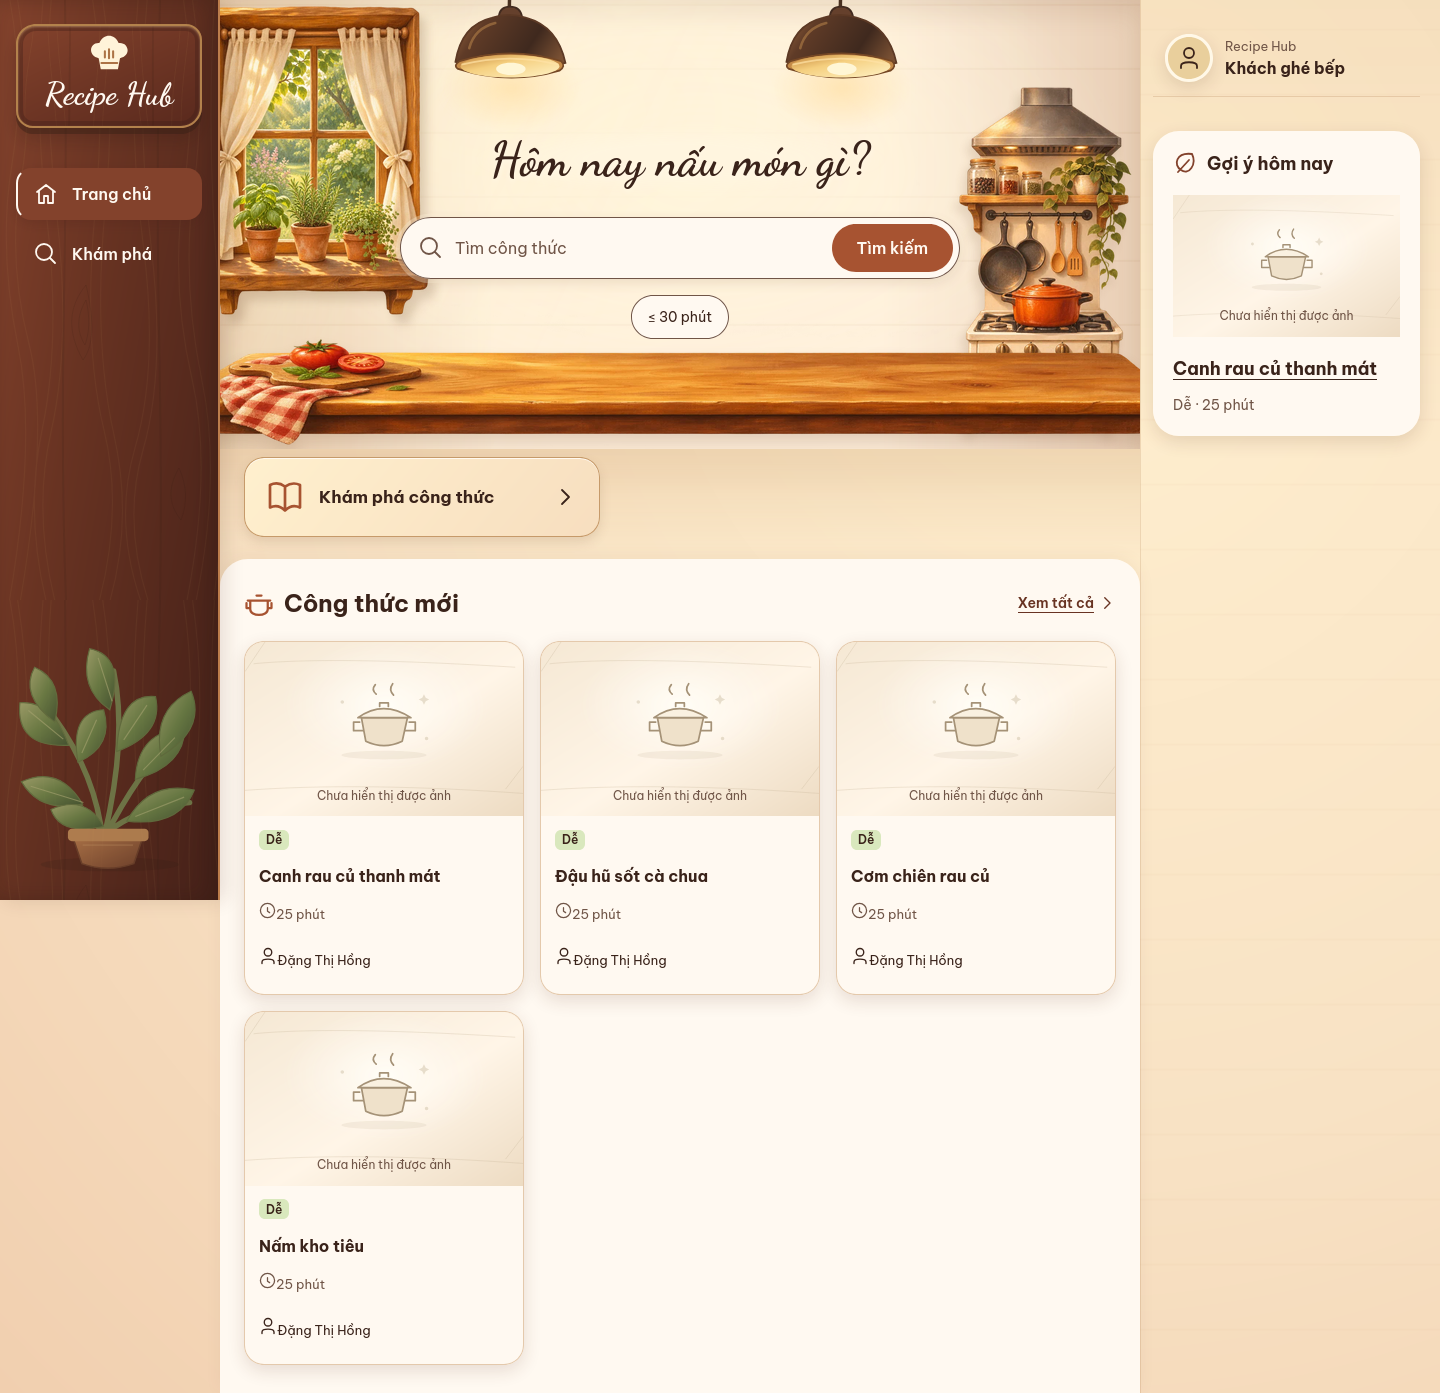 Recipe Hub
Trang chủ
Khám phá
Hôm nay nấu món gì?
Tìm công thức
Tìm kiếm
≤ 30 phút
Khám phá công thức
Công thức mới
Xem tất cả
Chưa hiển thị được ảnh
Dễ
Canh rau củ thanh mát
25 phút
Đặng Thị Hồng
Chưa hiển thị được ảnh
Dễ
Đậu hũ sốt cà chua
25 phút
Đặng Thị Hồng
Chưa hiển thị được ảnh
Dễ
Cơm chiên rau củ
25 phút
Đặng Thị Hồng
Chưa hiển thị được ảnh
Dễ
Nấm kho tiêu
25 phút
Đặng Thị Hồng
Recipe Hub
Khách ghé bếp
Gợi ý hôm nay
Chưa hiển thị được ảnh
Canh rau củ thanh mát
Dễ · 25 phút